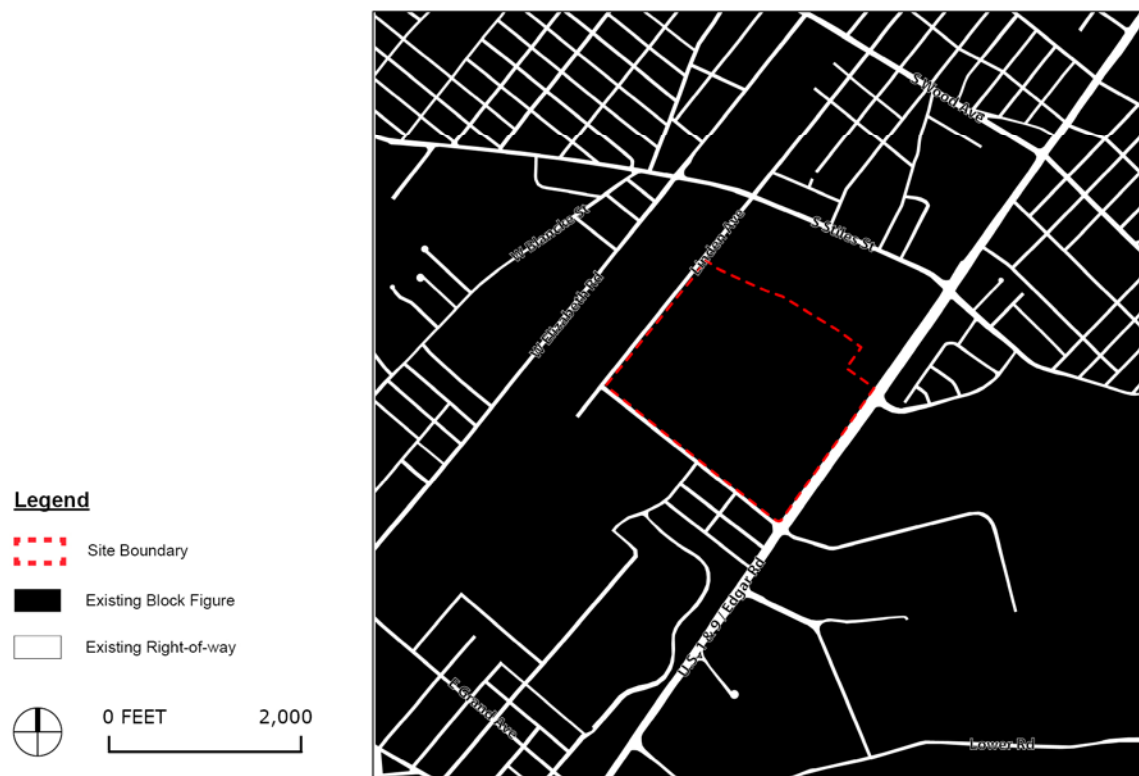 S Wood Ave
W Blancke St
S Stiles St
Linden Ave
W Elizabeth Rd
Legend
Site Boundary
Existing Block Figure
Existing Right-of-way
0 FEET 2,000
U.S. 1 & 9 / Edgar Rd
E Grand Ave
Lower Rd